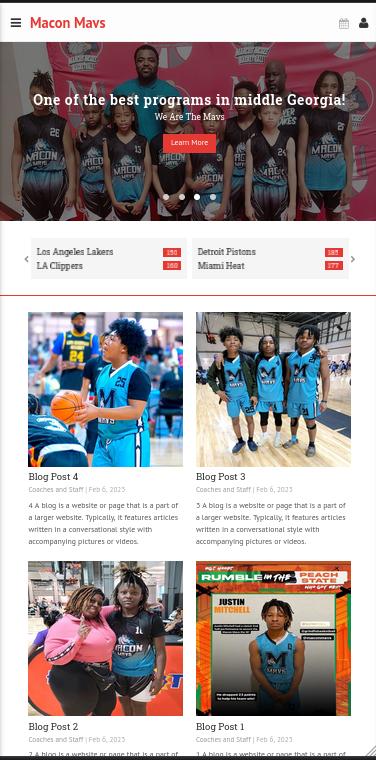 Macon Mavs
One of the best programs in middle Georgia!
We Are The Mavs
Learn More
Los Angeles Lakers 150
LA Clippers 160
Detroit Pistons 185
Miami Heat 177
Blog Post 4
Coaches and Staff | Feb 6, 2025
4 A blog is a website or page that is a part of
a larger website. Typically, it features articles
written in a conversational style with
accompanying pictures or videos.
Blog Post 3
Coaches and Staff | Feb 6, 2025
3 A blog is a website or page that is a part of
a larger website. Typically, it features articles
written in a conversational style with
accompanying pictures or videos.
RUMBLE IN THE PEACH STATE
JUSTIN
MITCHELL
Blog Post 2
Coaches and Staff | Feb 6, 2025
2 A blog is a website or page that is a part of
Blog Post 1
Coaches and Staff | Feb 6, 2025
1 A blog is a website or page that is a part of